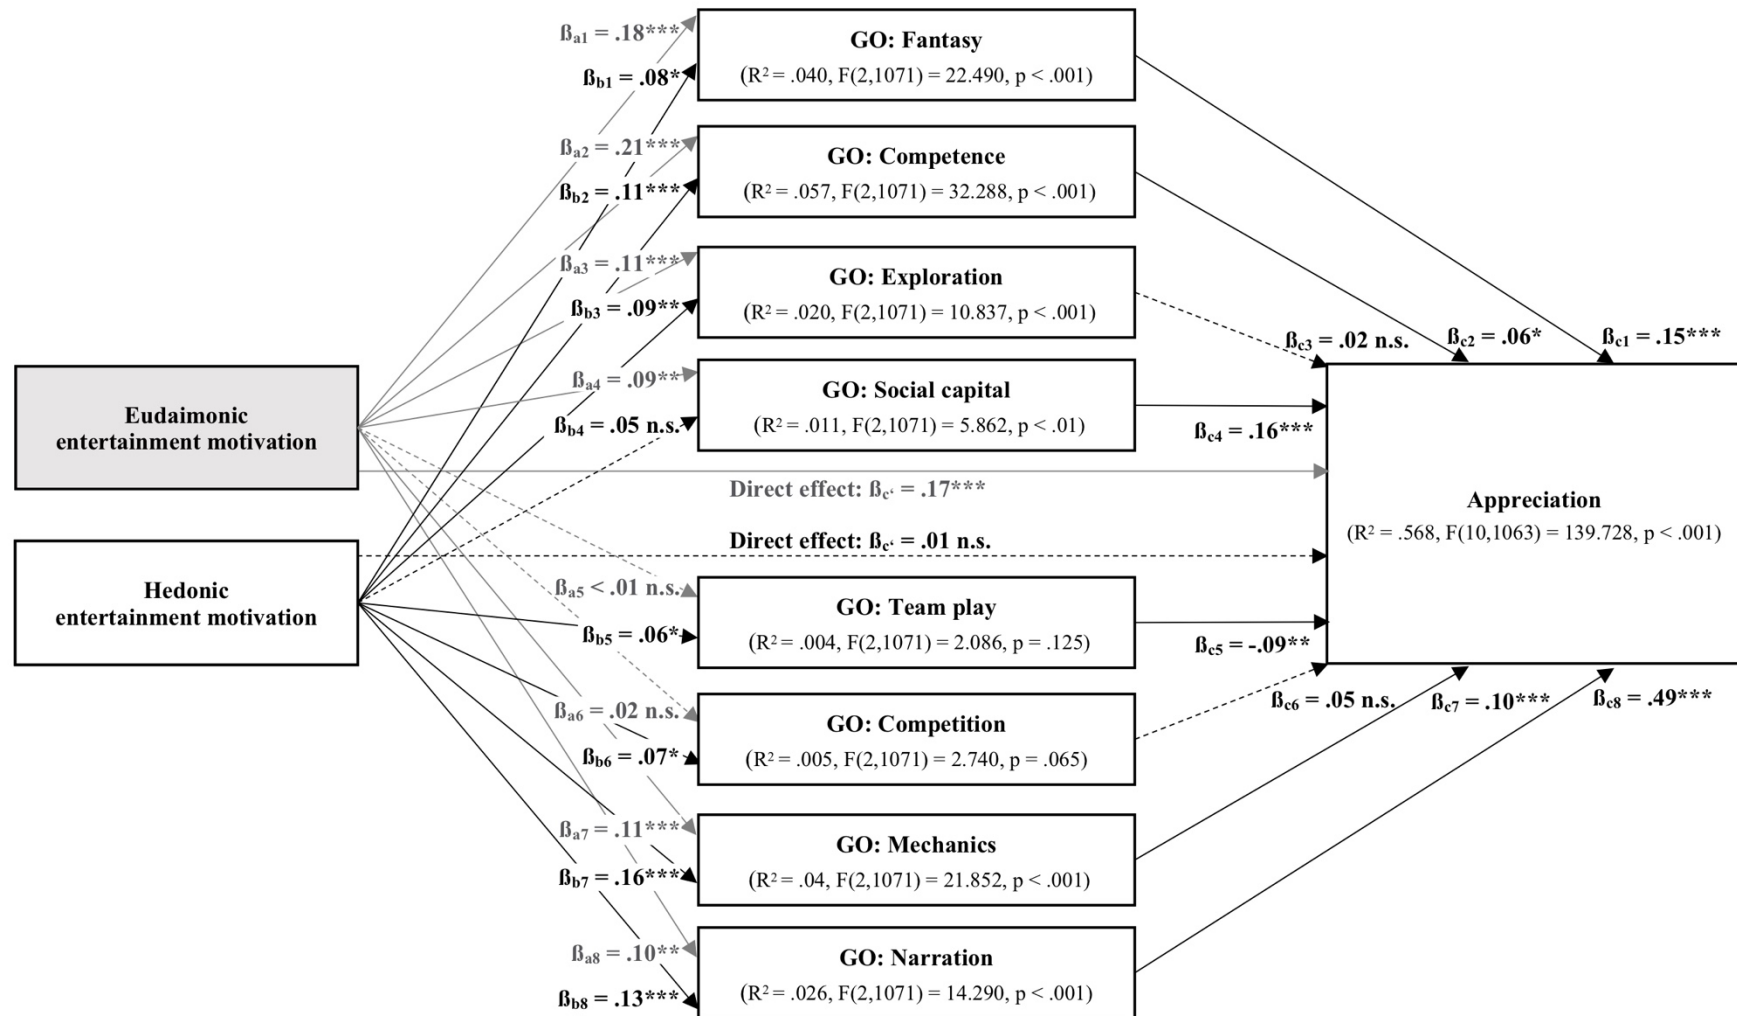 ßa1 = .18***
GO: Fantasy
(R² = .040, F(2,1071) = 22.490, p < .001)
ßb1 = .08*
ßa2 = .21***
GO: Competence
(R² = .057, F(2,1071) = 32.288, p < .001)
ßb2 = .11***
ßa3 = .11***
GO: Exploration
(R² = .020, F(2,1071) = 10.837, p < .001)
ßb3 = .09**
ßc3 = .02 n.s.
ßc2 = .06*
ßc1 = .15***
ßa4 = .09**
GO: Social capital
(R² = .011, F(2,1071) = 5.862, p < .01)
ßb4 = .05 n.s.
ßc4 = .16***
Eudaimonic
entertainment motivation
Direct effect: ßc‘ = .17***
Appreciation
(R² = .568, F(10,1063) = 139.728, p < .001)
Direct effect: ßc‘ = .01 n.s.
Hedonic
entertainment motivation
ßa5 < .01 n.s.
GO: Team play
(R² = .004, F(2,1071) = 2.086, p = .125)
ßb5 = .06*
ßc5 = -.09**
ßc6 = .05 n.s.
ßc7 = .10***
ßc8 = .49***
ßa6 = .02 n.s.
GO: Competition
(R² = .005, F(2,1071) = 2.740, p = .065)
ßb6 = .07*
ßa7 = .11***
GO: Mechanics
(R² = .04, F(2,1071) = 21.852, p < .001)
ßb7 = .16***
ßa8 = .10**
GO: Narration
(R² = .026, F(2,1071) = 14.290, p < .001)
ßb8 = .13***